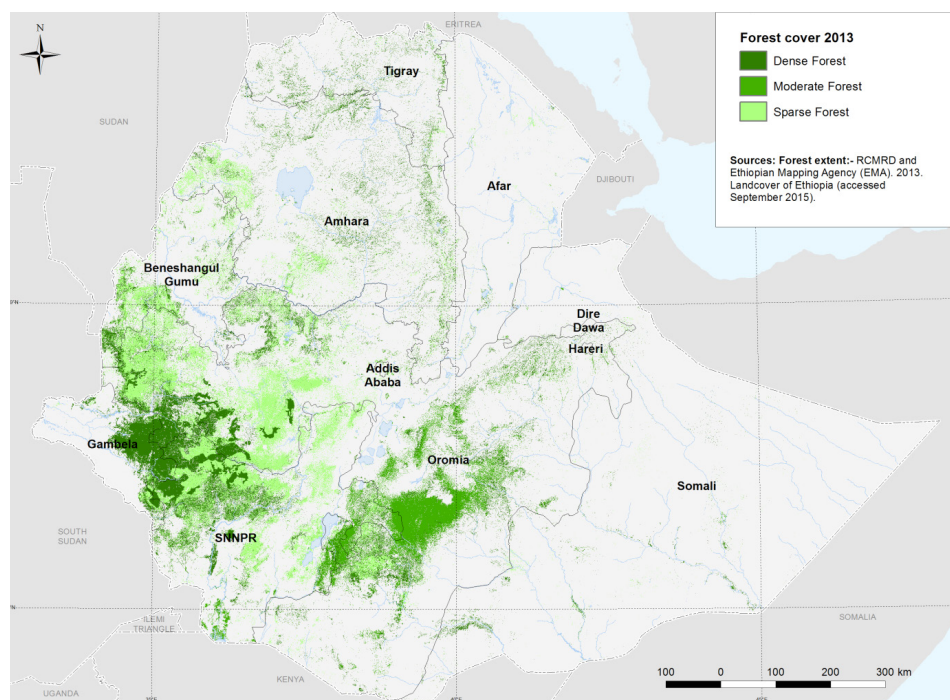 N
ERITREA
Forest cover 2013
Dense Forest
Moderate Forest
Sparse Forest
Sources: Forest extent:- RCMRD and
Ethiopian Mapping Agency (EMA). 2013.
Landcover of Ethiopia (accessed
September 2015).
Tigray
SUDAN
Afar
DJIBOUTI
Amhara
Beneshangul
Gumu
Dire
Dawa
Hareri
Addis
Ababa
Gambela
Oromia
Somali
SOUTH
SUDAN
SNNPR
ILEMI
TRIANGLE
SOMALIA
KENYA
UGANDA
100 0 100 200 300 km